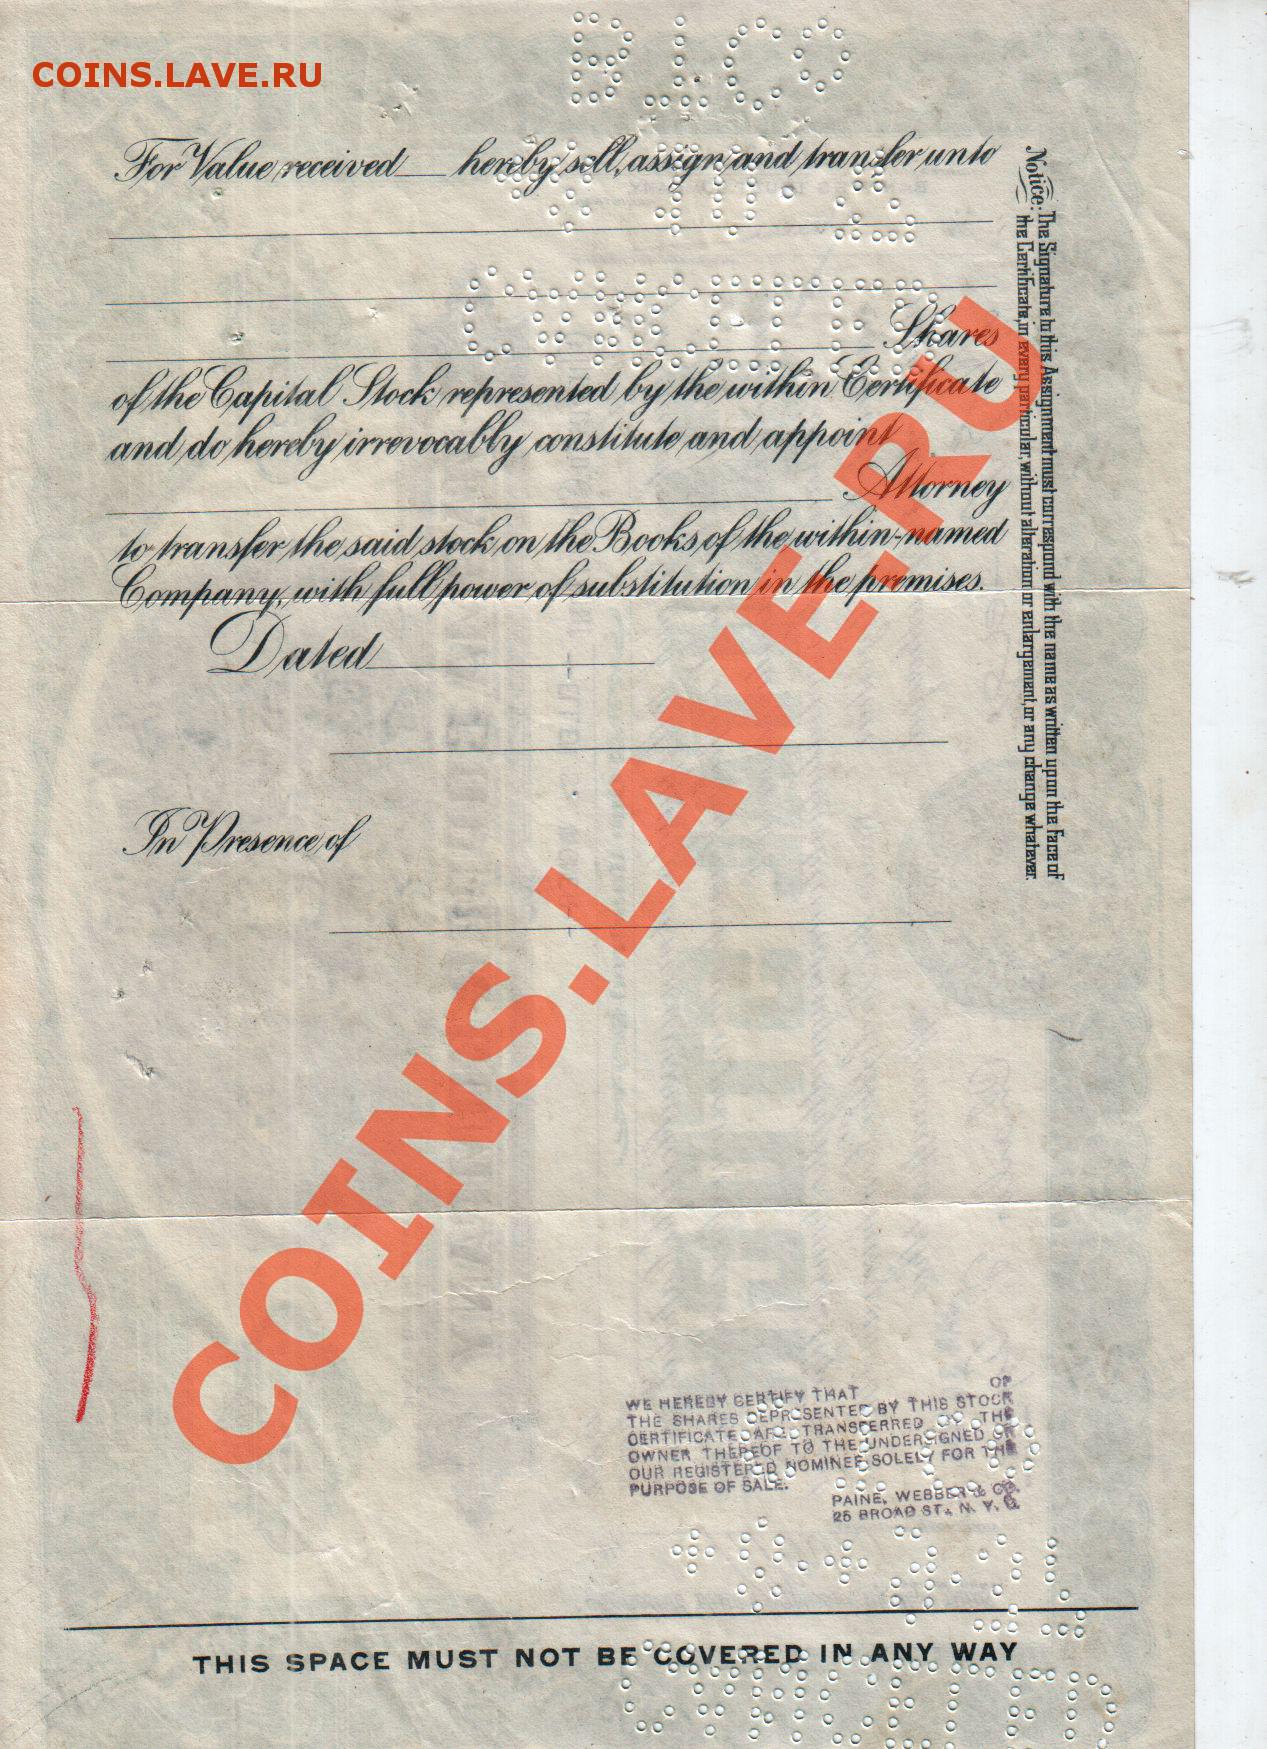 COINS.LAVE.RU
For Value received___ hereby sell, assign and transfer unto
Shares
of the Capital Stock represented by the within Certificate
and do hereby irrevocably constitute and appoint
Attorney
to transfer the said stock on the Books of the within-named
Company, with full power of substitution in the premises.
Dated
In Presence of
Notice: The Signature to this Assignment must correspond with the name as written upon the face of
the Certificate, in every particular, without alteration or enlargement, or any change whatever.
COINS.LAVE.RU
WE HEREBY CERTIFY THAT OF
THE SHARES REPRESENTED BY THIS STOCK
CERTIFICATE ARE TRANSFERRED THE
OWNER THEREOF TO THE UNDERSIGNED OR
OUR REGISTERED NOMINEE SOLELY FOR THE
PURPOSE OF SALE.
PAINE, WEBBER & CO.
25 BROAD ST., N. Y. C.
THIS SPACE MUST NOT BE COVERED IN ANY WAY
CANCELLED